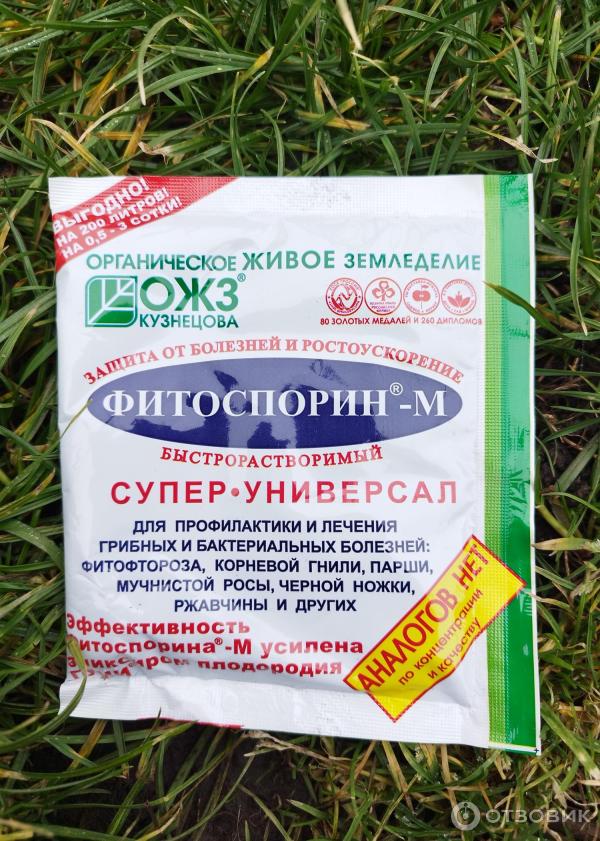 ВЫГОДНО!
НА 200 ЛИТРОВ!
НА 0,5 - 3 СОТКИ!
ОРГАНИЧЕСКОЕ ЖИВОЕ ЗЕМЛЕДЕЛИЕ
ОЖЗ®
КУЗНЕЦОВА
80 ЗОЛОТЫХ МЕДАЛЕЙ И 260 ДИПЛОМОВ
ЗАЩИТА ОТ БОЛЕЗНЕЙ И РОСТОУСКОРЕНИЕ
ФИТОСПОРИН®-М
БЫСТРОРАСТВОРИМЫЙ
СУПЕР•УНИВЕРСАЛ
ДЛЯ ПРОФИЛАКТИКИ И ЛЕЧЕНИЯ
ГРИБНЫХ И БАКТЕРИАЛЬНЫХ БОЛЕЗНЕЙ:
ФИТОФТОРОЗА, КОРНЕВОЙ ГНИЛИ, ПАРШИ,
МУЧНИСТОЙ РОСЫ, ЧЕРНОЙ НОЖКИ,
РЖАВЧИНЫ И ДРУГИХ
Эффективность
Фитоспорина®-М усилена
эликсиром плодородия
АНАЛОГОВ НЕТ
по концентрации
и качеству
ОТЗОВИК